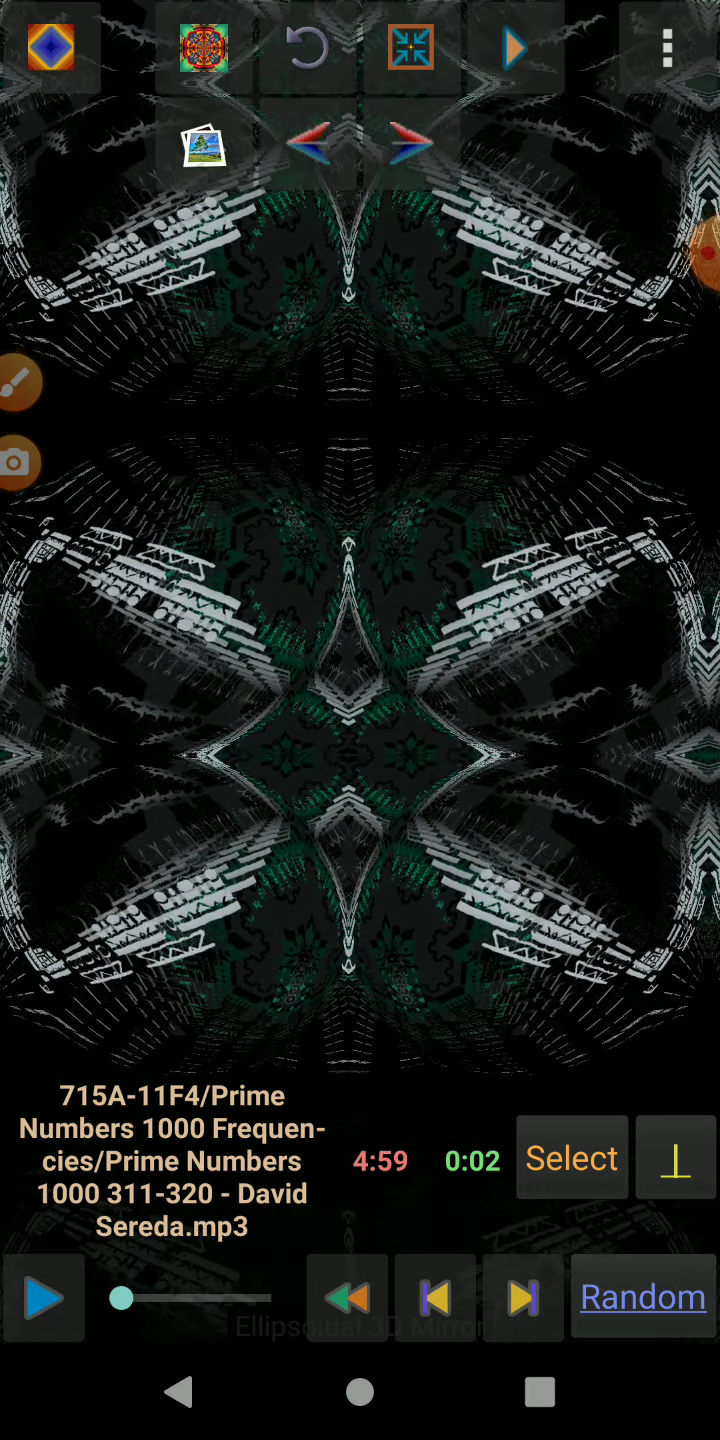 715A-11F4/Prime
Numbers 1000 Frequen-
cies/Prime Numbers
1000 311-320 - David
Sereda.mp3
4:59
0:02
Select
Random
Ellipsoidal 3D Mirror